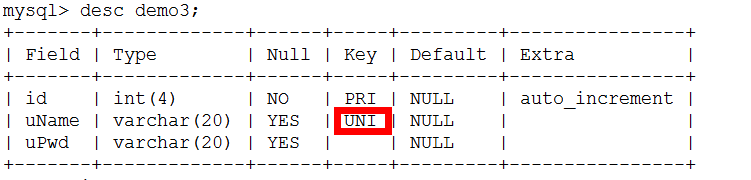 mysql> desc demo3;
+-------+-------------+------+-----+---------+----------------+
| Field | Type        | Null | Key | Default | Extra          |
+-------+-------------+------+-----+---------+----------------+
| id    | int(4)      | NO   | PRI | NULL    | auto_increment |
| uName | varchar(20) | YES  | UNI | NULL    |                |
| uPwd  | varchar(20) | YES  |     | NULL    |                |
+-------+-------------+------+-----+---------+----------------+